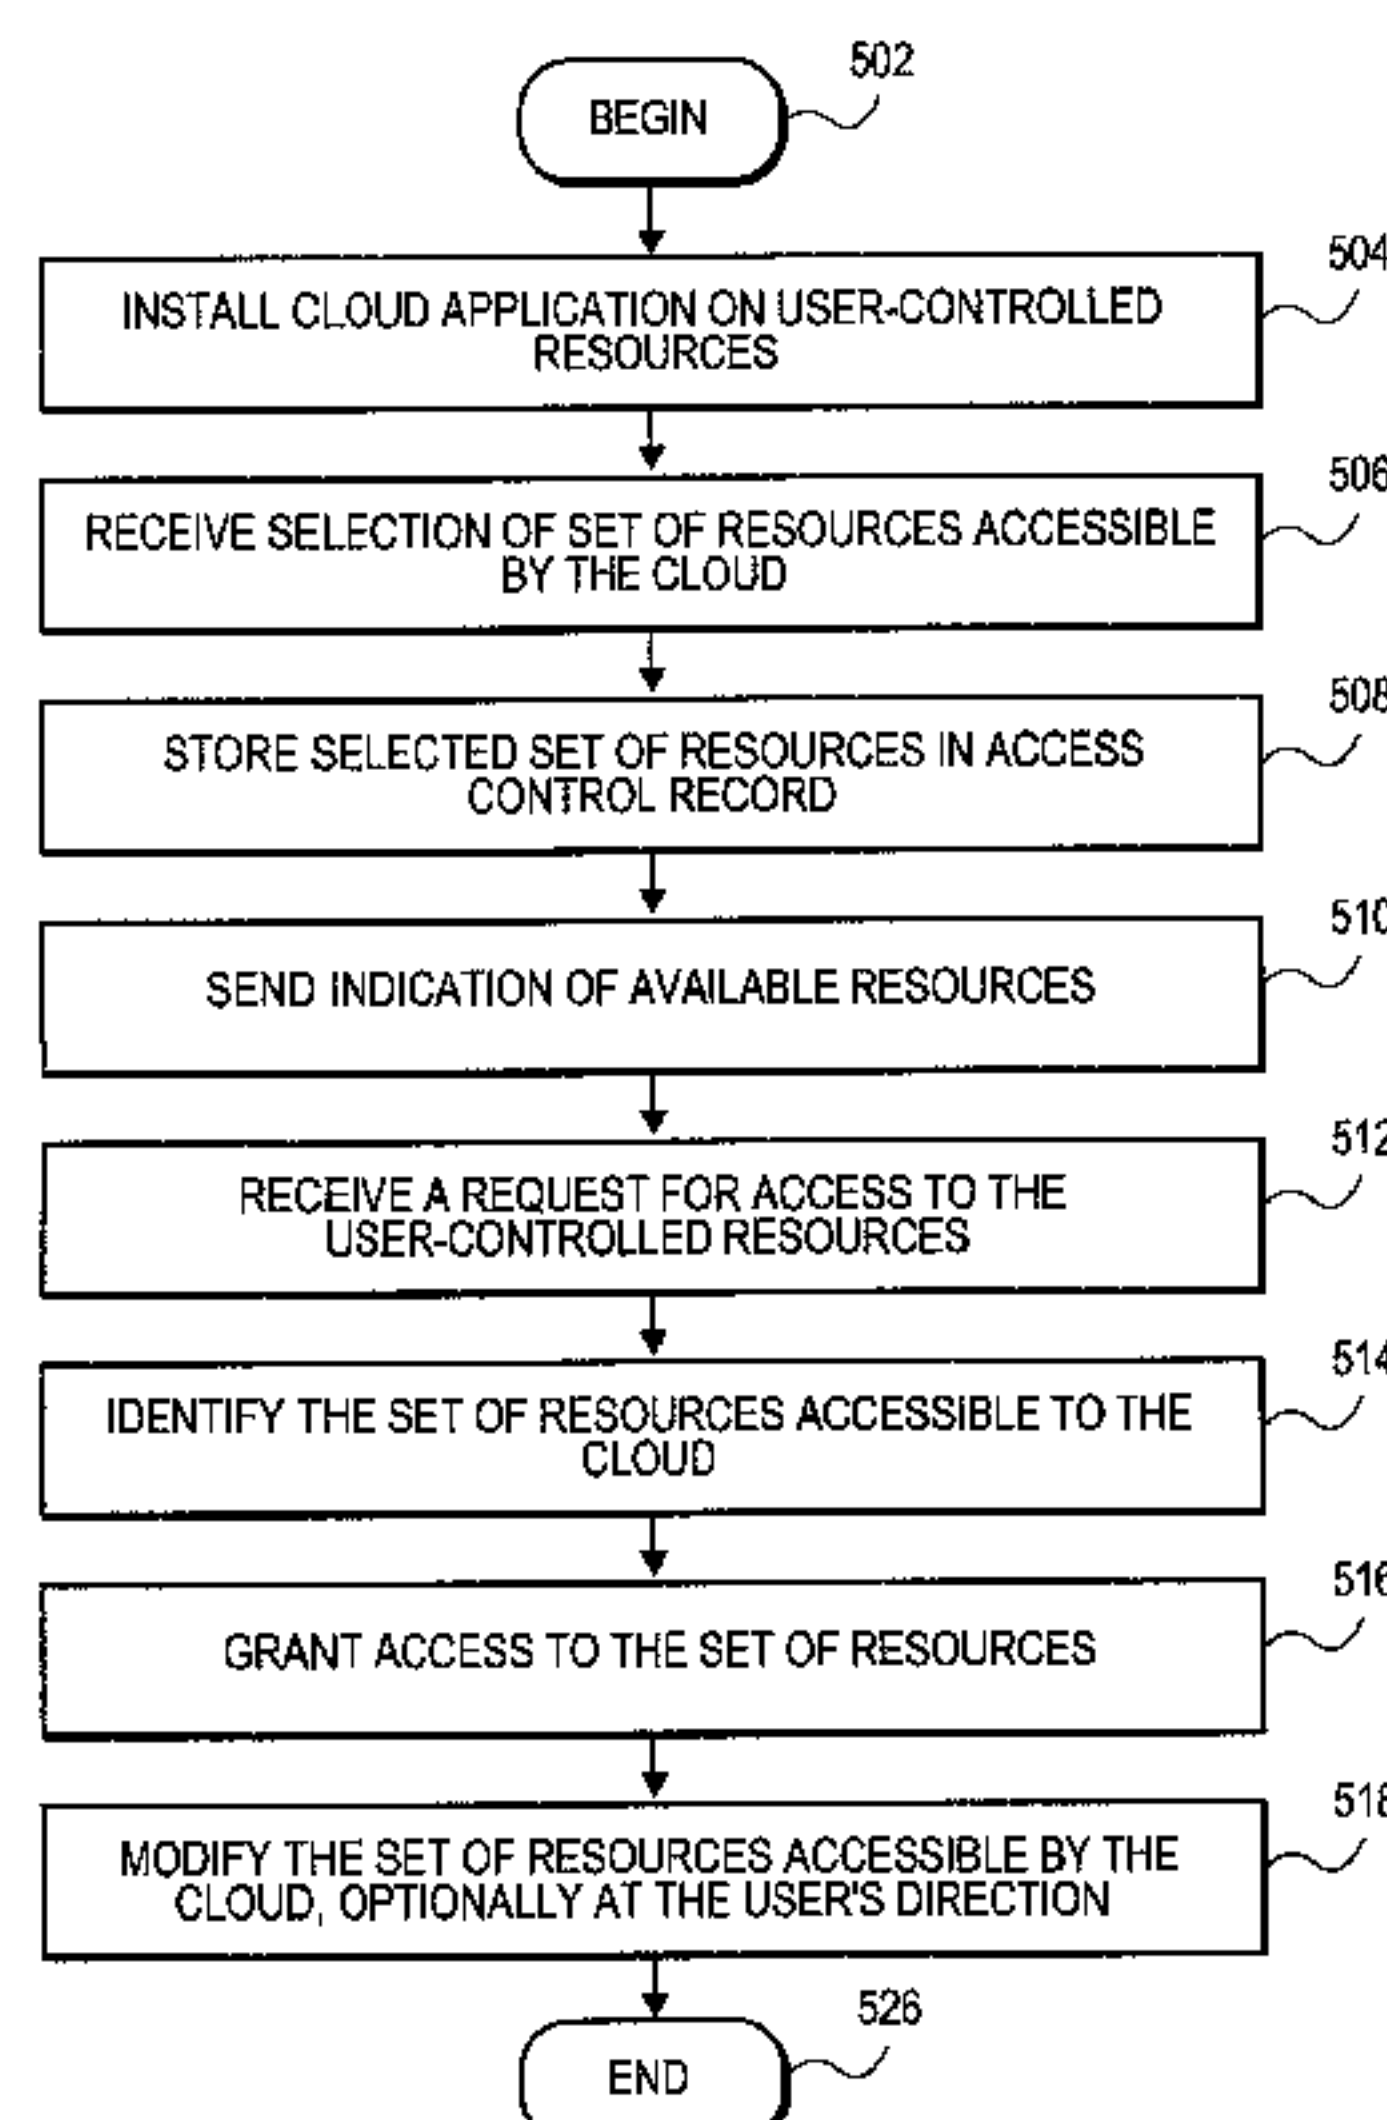 502
BEGIN
504
INSTALL CLOUD APPLICATION ON USER-CONTROLLED
RESOURCES
506
RECEIVE SELECTION OF SET OF RESOURCES ACCESSIBLE
BY THE CLOUD
508
STORE SELECTED SET OF RESOURCES IN ACCESS
CONTROL RECORD
510
SEND INDICATION OF AVAILABLE RESOURCES
512
RECEIVE A REQUEST FOR ACCESS TO THE
USER-CONTROLLED RESOURCES
514
IDENTIFY THE SET OF RESOURCES ACCESSIBLE TO THE
CLOUD
516
GRANT ACCESS TO THE SET OF RESOURCES
518
MODIFY THE SET OF RESOURCES ACCESSIBLE BY THE
CLOUD, OPTIONALLY AT THE USER'S DIRECTION
526
END